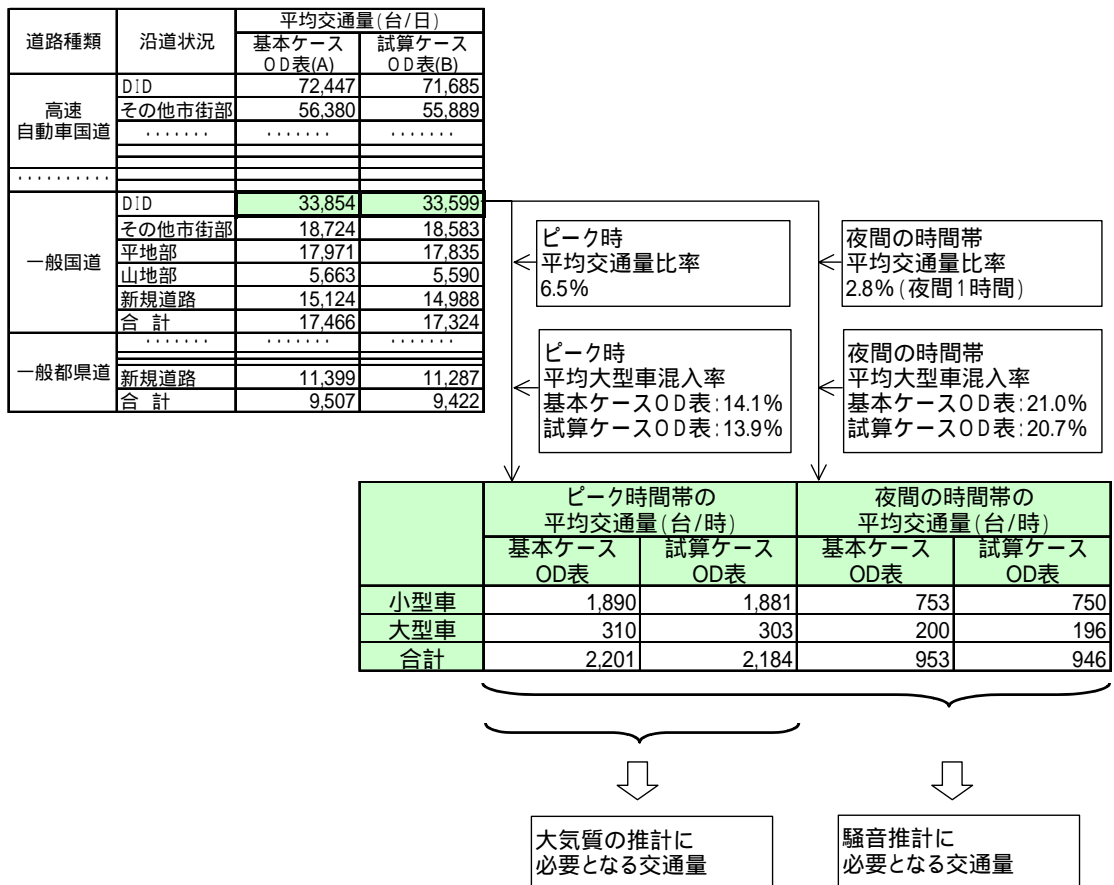 道路種類 沿道状況 平均交通量(台/日)
基本ケース OD表(A) 試算ケース OD表(B)
高速自動車国道 DID 72,447 71,685
その他市街部 56,380 55,889
・・・・・・・ ・・・・・・・ ・・・・・・・
・・・・・・・・・・
一般国道 DID 33,854 33,599
その他市街部 18,724 18,583
平地部 17,971 17,835
山地部 5,663 5,590
新規道路 15,124 14,988
合 計 17,466 17,324
一般都県道 ・・・・・・・ ・・・・・・・ ・・・・・・・
新規道路 11,399 11,287
合 計 9,507 9,422
ピーク時
平均交通量比率
6.5%
夜間の時間帯
平均交通量比率
2.8%(夜間1時間)
ピーク時
平均大型車混入率
基本ケースOD表:14.1%
試算ケースOD表:13.9%
夜間の時間帯
平均大型車混入率
基本ケースOD表:21.0%
試算ケースOD表:20.7%
ピーク時間帯の 夜間の時間帯の
平均交通量(台/時) 平均交通量(台/時)
基本ケース 試算ケース 基本ケース 試算ケース
OD表 OD表 OD表 OD表
小型車 1,890 1,881 753 750
大型車 310 303 200 196
合計 2,201 2,184 953 946
大気質の推計に
必要となる交通量
騒音推計に
必要となる交通量